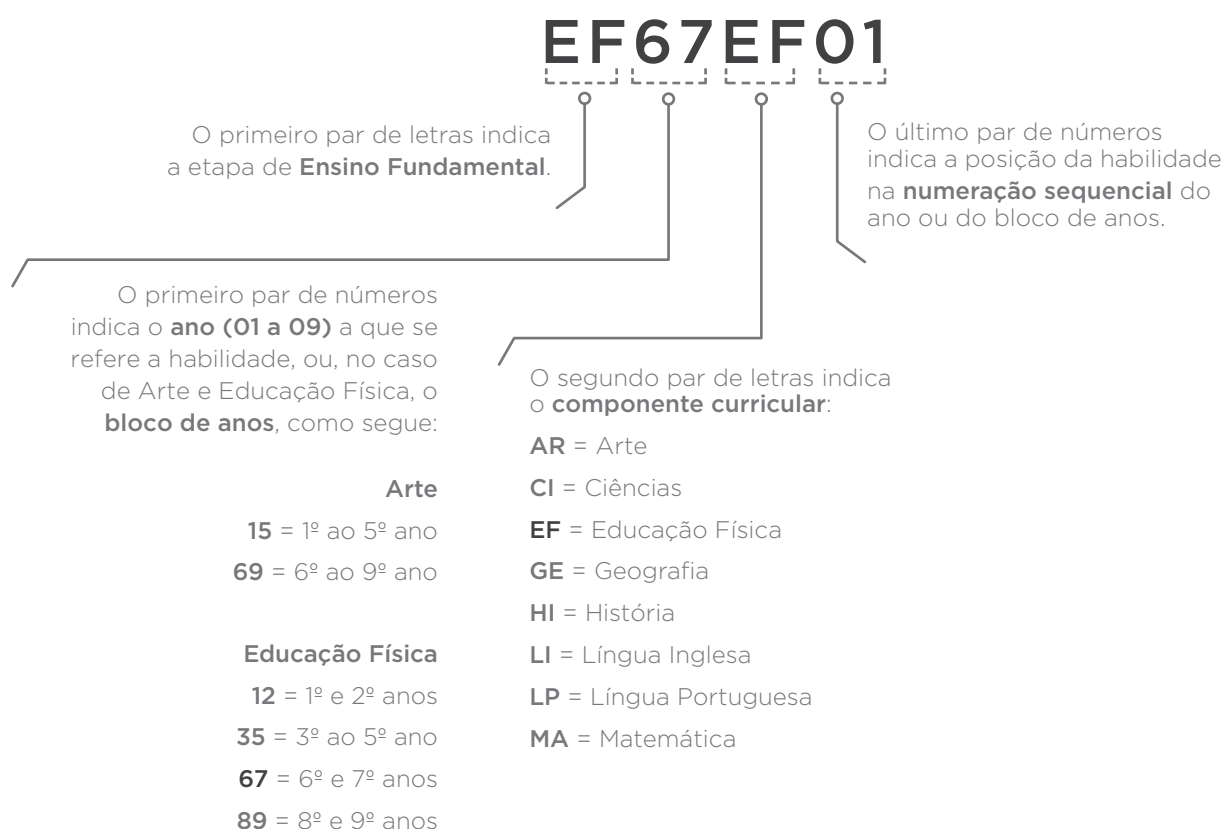 EF67EF01
O primeiro par de letras indica
a etapa de Ensino Fundamental.
O último par de números
indica a posição da habilidade
na numeração sequencial do
ano ou do bloco de anos.
O primeiro par de números
indica o ano (01 a 09) a que se
refere a habilidade, ou, no caso
de Arte e Educação Física, o
bloco de anos, como segue:
Arte
15 = 1º ao 5º ano
69 = 6º ao 9º ano
Educação Física
12 = 1º e 2º anos
35 = 3º ao 5º ano
67 = 6º e 7º anos
89 = 8º e 9º anos
O segundo par de letras indica
o componente curricular:
AR = Arte
CI = Ciências
EF = Educação Física
GE = Geografia
HI = História
LI = Língua Inglesa
LP = Língua Portuguesa
MA = Matemática